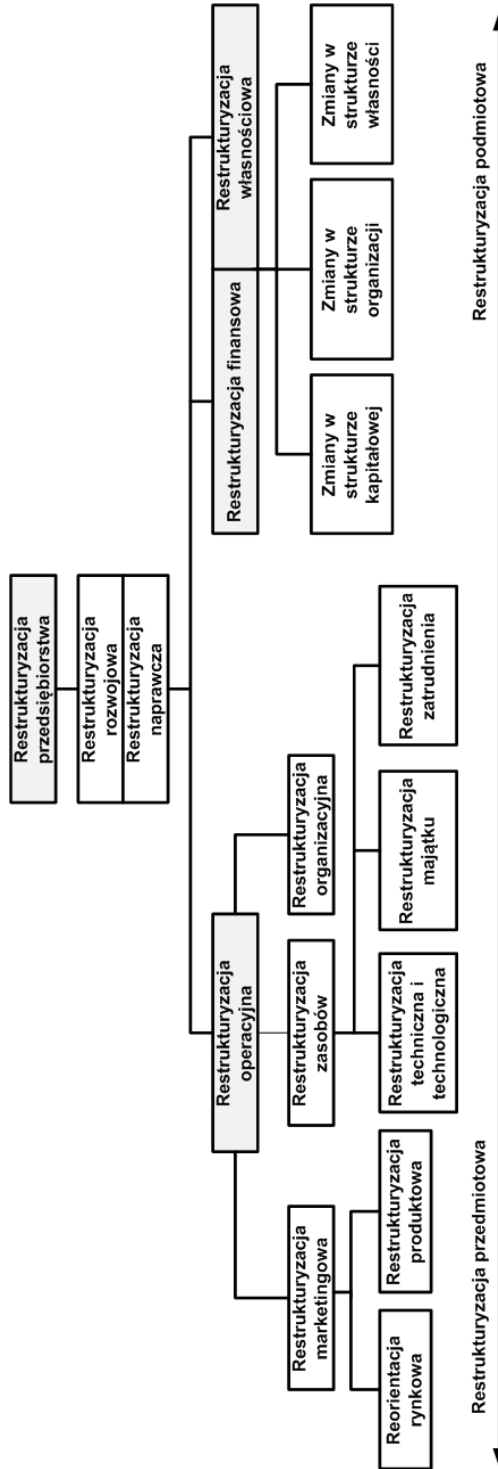 Restrukturyzacja
przedsiębiorstwa
Restrukturyzacja
rozwojowa
Restrukturyzacja
naprawcza
Restrukturyzacja
operacyjna
Restrukturyzacja finansowa
Restrukturyzacja
własnościowa
Restrukturyzacja
marketingowa
Restrukturyzacja
zasobów
Restrukturyzacja
organizacyjna
Zmiany w
strukturze
kapitałowej
Zmiany w
strukturze
organizacji
Zmiany w
strukturze
własności
Reorientacja
rynkowa
Restrukturyzacja
produktowa
Restrukturyzacja
techniczna i
technologiczna
Restrukturyzacja
majątku
Restrukturyzacja
zatrudnienia
Restrukturyzacja przedmiotowa
Restrukturyzacja podmiotowa